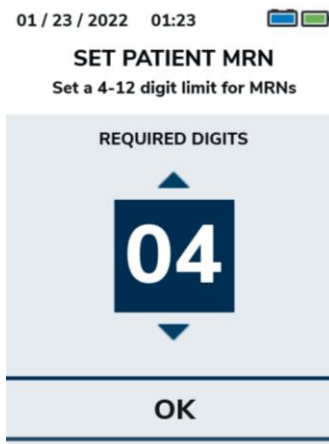 01 / 23 / 2022 01:23
SET PATIENT MRN
Set a 4-12 digit limit for MRNs
REQUIRED DIGITS
04
OK